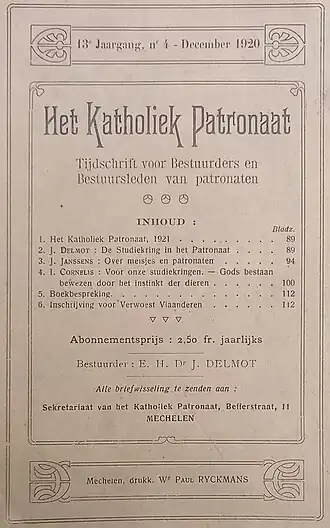 13e Jaargang, nr 4 - December 1920
Het Katholiek Patronaat
Tijdschrift voor Bestuurders en
Bestuursleden van patronaten
INHOUD :
Bladz.
1. Het Katholiek Patronaat, 1921 . . . . . . . . . 89
2. J. DELMOT : De Studiekring in het Patronaat . . 89
3. J. JANSSENS : Over meisjes en patronaten . . . . 94
4. I. CORNELIS : Voor onze studiekringen. — Gods bestaan
bewezen door het instinkt der dieren . . . . . 100
5. Boekbespreking. . . . . . . . . . . . 112
6. Inschrijving voor Verwoest Vlaanderen . . . . . 112
Abonnementsprijs : 2,50 fr. jaarlijks
Bestuurder : E. H. Dr J. DELMOT
Alle briefwisseling te zenden aan :
Sekretariaat van het Katholiek Patronaat, Befferstraat, 11
MECHELEN
Mechelen, drukk. We PAUL RYCKMANS